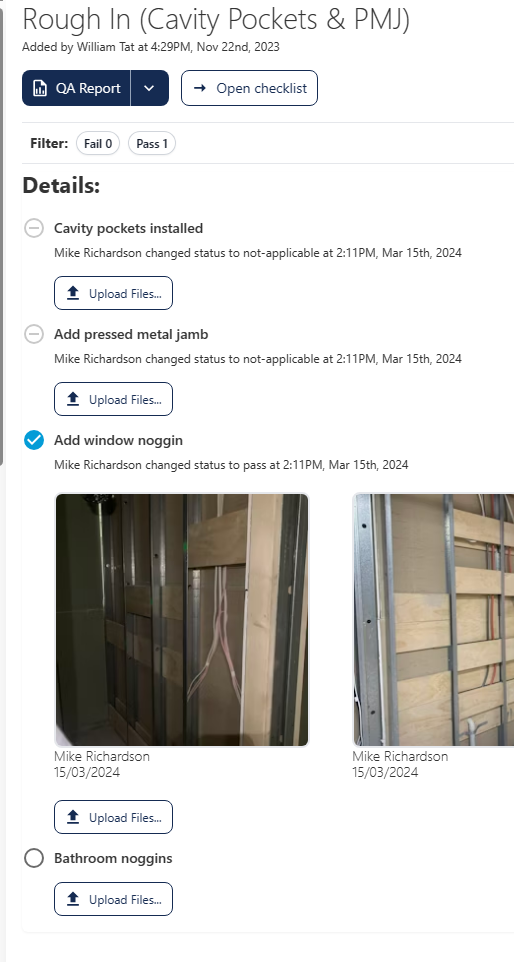 Rough In (Cavity Pockets & PMJ)
Added by William Tat at 4:29PM, Nov 22nd, 2023
QA Report
Open checklist
Filter: Fail 0 Pass 1
Details:
Cavity pockets installed
Mike Richardson changed status to not-applicable at 2:11PM, Mar 15th, 2024
Upload Files...
Add pressed metal jamb
Mike Richardson changed status to not-applicable at 2:11PM, Mar 15th, 2024
Upload Files...
Add window noggin
Mike Richardson changed status to pass at 2:11PM, Mar 15th, 2024
Mike Richardson
15/03/2024
Mike Richardson
15/03/2024
Upload Files...
Bathroom noggins
Upload Files...